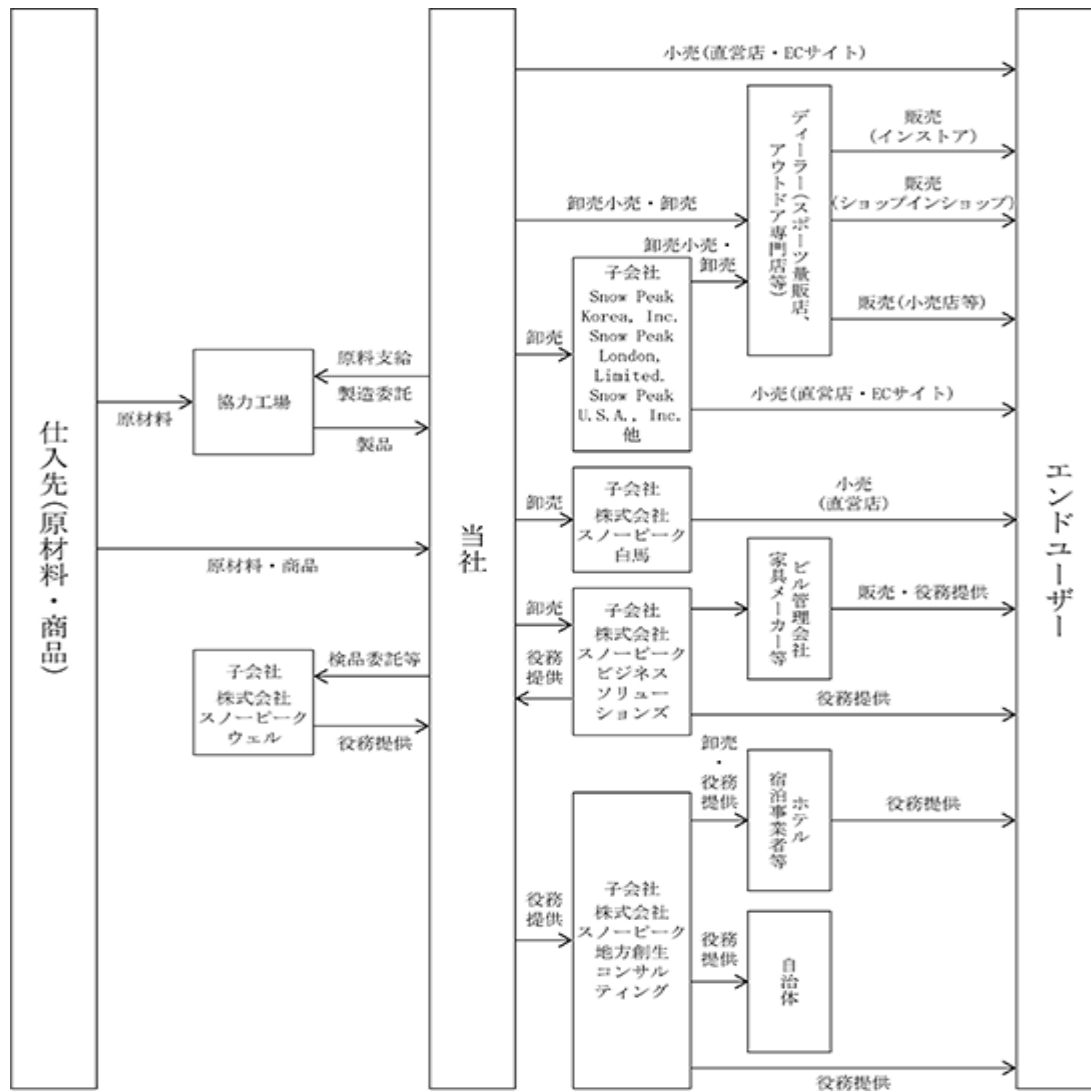 仕入先(原材料・商品)
原材料
協力工場
原料支給
製造委託
製品
原材料・商品
子会社
株式会社
スノーピーク
ウェル
検品委託等
役務提供
当社
小売(直営店・ECサイト)
卸売小売・卸売
卸売
子会社
Snow Peak
Korea, Inc.
Snow Peak
London,
Limited.
Snow Peak
U.S.A., Inc.
他
卸売小売・
卸売
ディーラー(スポーツ量販店、
アウトドア専門店等)
販売
(インストア)
販売
(ショップインショップ)
販売(小売店等)
小売(直営店・ECサイト)
卸売
子会社
株式会社
スノーピーク
白馬
小売
(直営店)
卸売
役務
提供
子会社
株式会社
スノーピーク
ビジネス
ソリュー
ションズ
ビル管理会社
家具メーカー等
販売・役務提供
役務提供
役務
提供
子会社
株式会社
スノーピーク
地方創生
コンサル
ティング
卸売
・
役務
提供
ホテル
宿泊事業者等
役務提供
役務
提供
自治体
役務提供
エンドユーザー